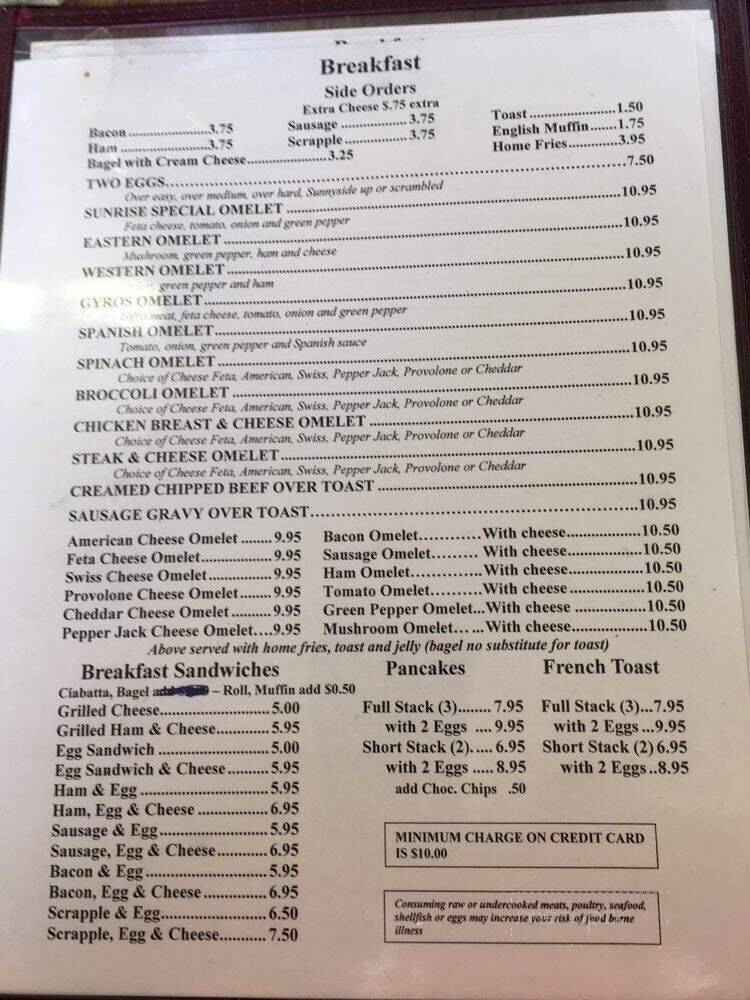 Breakfast
Side Orders
Extra Cheese $.75 extra
Bacon ........................3.75 Sausage .................3.75 Toast ......................1.50
Ham ..........................3.75 Scrapple .................3.75 English Muffin.......1.75
Bagel with Cream Cheese......................3.25 Home Fries.............3.95
TWO EGGS..........7.50
Over easy, over medium, over hard, Sunnyside up or scrambled
SUNRISE SPECIAL OMELET ..........10.95
Feta cheese, tomato, onion and green pepper
EASTERN OMELET ..........10.95
Mushroom, green pepper, ham and cheese
WESTERN OMELET ..........10.95
green pepper and ham
GYROS OMELET..........10.95
Gyro meat, feta cheese, tomato, onion and green pepper
SPANISH OMELET..........10.95
Tomato, onion, green pepper and Spanish sauce
SPINACH OMELET ..........10.95
Choice of Cheese Feta, American, Swiss, Pepper Jack, Provolone or Cheddar
BROCCOLI OMELET ..........10.95
Choice of Cheese Feta, American, Swiss, Pepper Jack, Provolone or Cheddar
CHICKEN BREAST & CHEESE OMELET ..........10.95
Choice of Cheese Feta, American, Swiss, Pepper Jack, Provolone or Cheddar
STEAK & CHEESE OMELET..........10.95
Choice of Cheese Feta, American, Swiss, Pepper Jack, Provolone or Cheddar
CREAMED CHIPPED BEEF OVER TOAST ..........10.95
SAUSAGE GRAVY OVER TOAST..........10.95
American Cheese Omelet ........9.95 Bacon Omelet............With cheese..................10.50
Feta Cheese Omelet.................9.95 Sausage Omelet......... With cheese..................10.50
Swiss Cheese Omelet...............9.95 Ham Omelet..............With cheese..................10.50
Provolone Cheese Omelet........9.95 Tomato Omelet..........With cheese ..................10.50
Cheddar Cheese Omelet ..........9.95 Green Pepper Omelet...With cheese .................10.50
Pepper Jack Cheese Omelet....9.95 Mushroom Omelet... ...With cheese...................10.50
Above served with home fries, toast and jelly (bagel no substitute for toast)
Breakfast Sandwiches
Ciabatta, Bagel – Roll, Muffin add $0.50
Grilled Cheese........................5.00
Grilled Ham & Cheese............5.95
Egg Sandwich ........................5.00
Egg Sandwich & Cheese..........5.95
Ham & Egg ............................5.95
Ham, Egg & Cheese ................6.95
Sausage & Egg........................5.95
Sausage, Egg & Cheese............6.95
Bacon & Egg...........................5.95
Bacon, Egg & Cheese...............6.95
Scrapple & Egg.......................6.50
Scrapple, Egg & Cheese...........7.50
Pancakes
Full Stack (3)........ 7.95
with 2 Eggs .... 9.95
Short Stack (2)..... 6.95
with 2 Eggs ..... 8.95
add Choc. Chips .50
French Toast
Full Stack (3)...7.95
with 2 Eggs ...9.95
Short Stack (2) 6.95
with 2 Eggs ..8.95
MINIMUM CHARGE ON CREDIT CARD
IS $10.00
Consuming raw or undercooked meats, poultry, seafood,
shellfish or eggs may increase your risk of food borne
illness